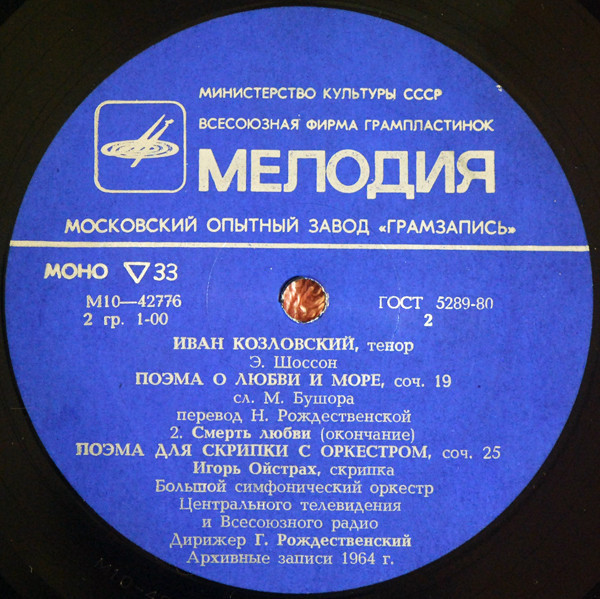 МИНИСТЕРСТВО КУЛЬТУРЫ СССР
ВСЕСОЮЗНАЯ ФИРМА ГРАМПЛАСТИНОК
МЕЛОДИЯ
МОСКОВСКИЙ ОПЫТНЫЙ ЗАВОД «ГРАМЗАПИСЬ»
МОНО ▽ 33
М10—42776
ГОСТ 5289-80
2 гр. 1-00
2
ИВАН КОЗЛОВСКИЙ, тенор
Э. Шоссон
ПОЭМА О ЛЮБВИ И МОРЕ, соч. 19
сл. М. Бушора
перевод Н. Рождественской
2. Смерть любви (окончание)
ПОЭМА ДЛЯ СКРИПКИ С ОРКЕСТРОМ, соч. 25
Игорь Ойстрах, скрипка
Большой симфонический оркестр
Центрального телевидения
и Всесоюзного радио
Дирижер Г. Рождественский
Архивные записи 1964 г.